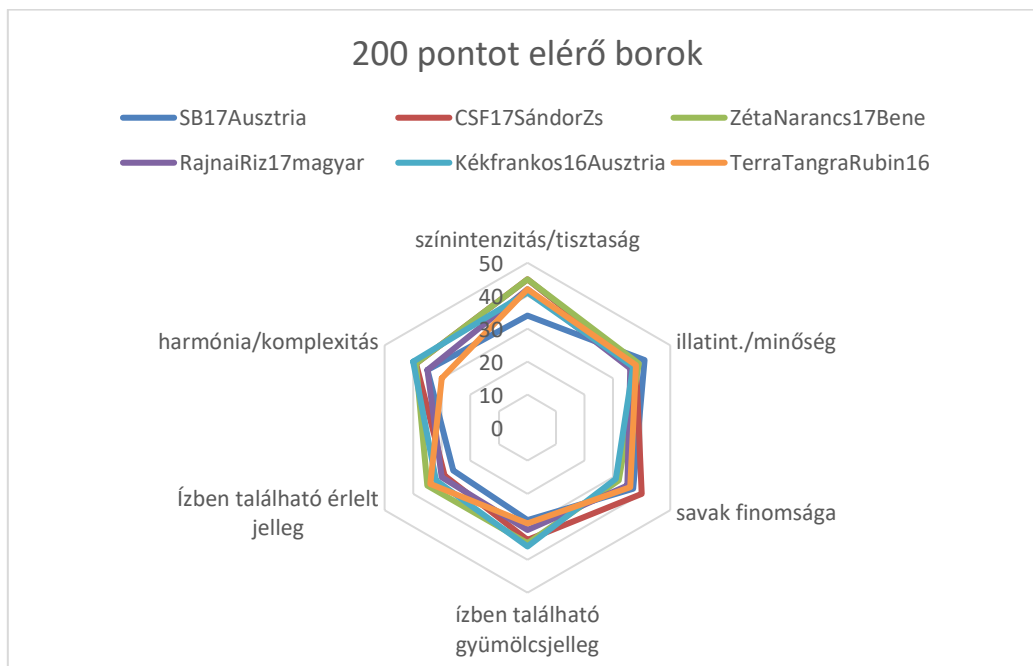 200 pontot elérő borok
SB17Ausztria
CSF17SándorZs
ZétaNarancs17Bene
RajnaiRiz17magyar
Kékfrankos16Ausztria
TerraTangraRubin16
színintenzitás/tisztaság
50
40
30
20
10
0
illatint./minőség
savak finomsága
ízben található
gyümölcsjelleg
Ízben található érlelt
jelleg
harmónia/komplexitás